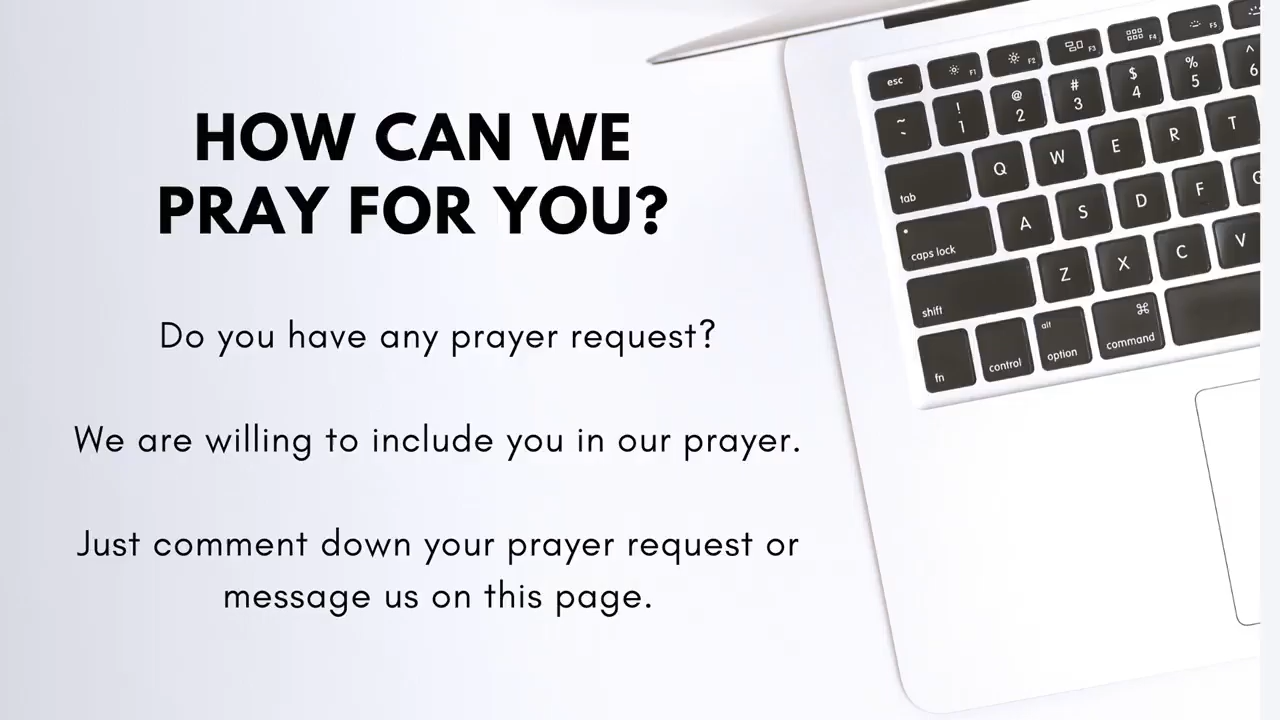 HOW CAN WE
PRAY FOR YOU?
Do you have any prayer request?
We are willing to include you in our prayer.
Just comment down your prayer request or
message us on this page.
esc F1 F2 F3 F4 F5
~ ` ! 1 @ 2 # 3 $ 4 % 5 ^ 6
tab Q W E R T
caps lock A S D F G
shift Z X C V
fn control alt option ⌘ command